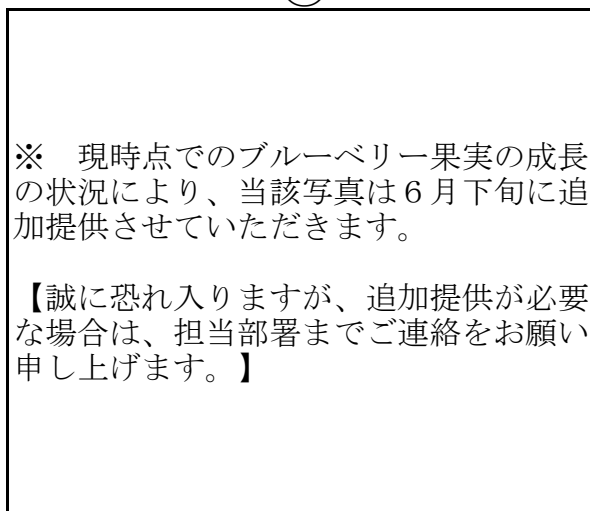 ※　現時点でのブルーベリー果実の成長
の状況により、当該写真は６月下旬に追
加提供させていただきます。
【誠に恐れ入りますが、追加提供が必要
な場合は、担当部署までご連絡をお願い
申し上げます。】